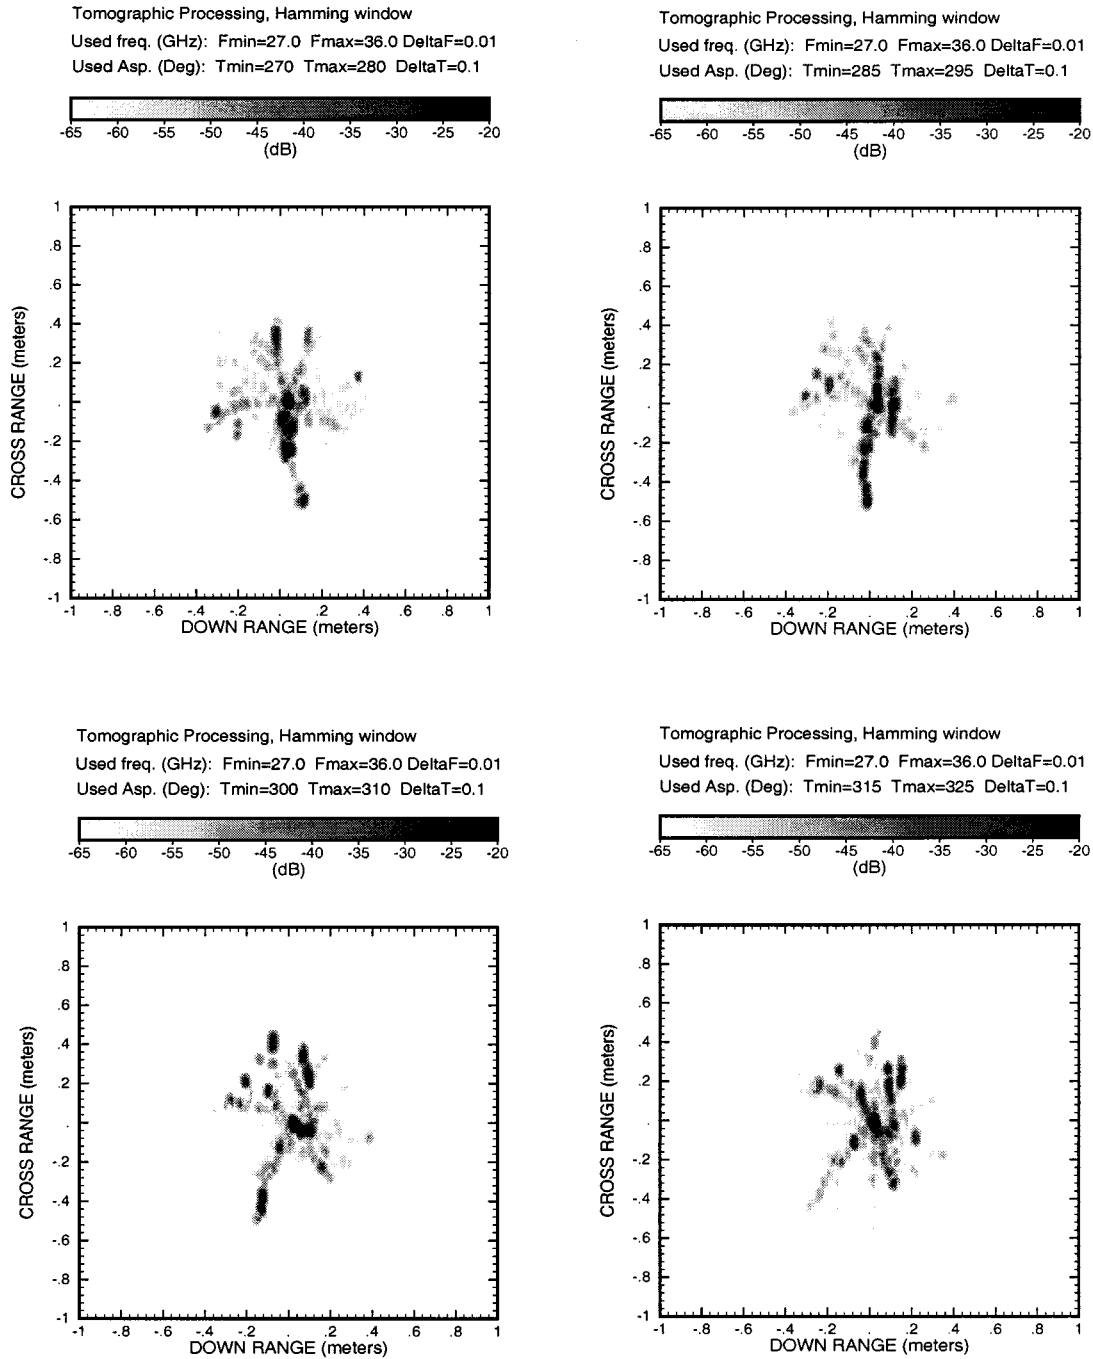 Tomographic Processing, Hamming window
Used freq. (GHz): Fmin=27.0 Fmax=36.0 DeltaF=0.01
Used Asp. (Deg): Tmin=270 Tmax=280 DeltaT=0.1
-65 -60 -55 -50 -45 -40 -35 -30 -25 -20
(dB)
1
.8
.6
.4
.2
.
-.2
-.4
-.6
-.8
-1
CROSS RANGE (meters)
-1 -.8 -.6 -.4 -.2 . .2 .4 .6 .8 1
DOWN RANGE (meters)
Tomographic Processing, Hamming window
Used freq. (GHz): Fmin=27.0 Fmax=36.0 DeltaF=0.01
Used Asp. (Deg): Tmin=285 Tmax=295 DeltaT=0.1
-65 -60 -55 -50 -45 -40 -35 -30 -25 -20
(dB)
1
.8
.6
.4
.2
.
-.2
-.4
-.6
-.8
-1
CROSS RANGE (meters)
-1 -.8 -.6 -.4 -.2 . .2 .4 .6 .8 1
DOWN RANGE (meters)
Tomographic Processing, Hamming window
Used freq. (GHz): Fmin=27.0 Fmax=36.0 DeltaF=0.01
Used Asp. (Deg): Tmin=300 Tmax=310 DeltaT=0.1
-65 -60 -55 -50 -45 -40 -35 -30 -25 -20
(dB)
1
.8
.6
.4
.2
.
-.2
-.4
-.6
-.8
-1
CROSS RANGE (meters)
-1 -.8 -.6 -.4 -.2 . .2 .4 .6 .8 1
DOWN RANGE (meters)
Tomographic Processing, Hamming window
Used freq. (GHz): Fmin=27.0 Fmax=36.0 DeltaF=0.01
Used Asp. (Deg): Tmin=315 Tmax=325 DeltaT=0.1
-65 -60 -55 -50 -45 -40 -35 -30 -25 -20
(dB)
1
.8
.6
.4
.2
.
-.2
-.4
-.6
-.8
-1
CROSS RANGE (meters)
-1 -.8 -.6 -.4 -.2 . .2 .4 .6 .8 1
DOWN RANGE (meters)